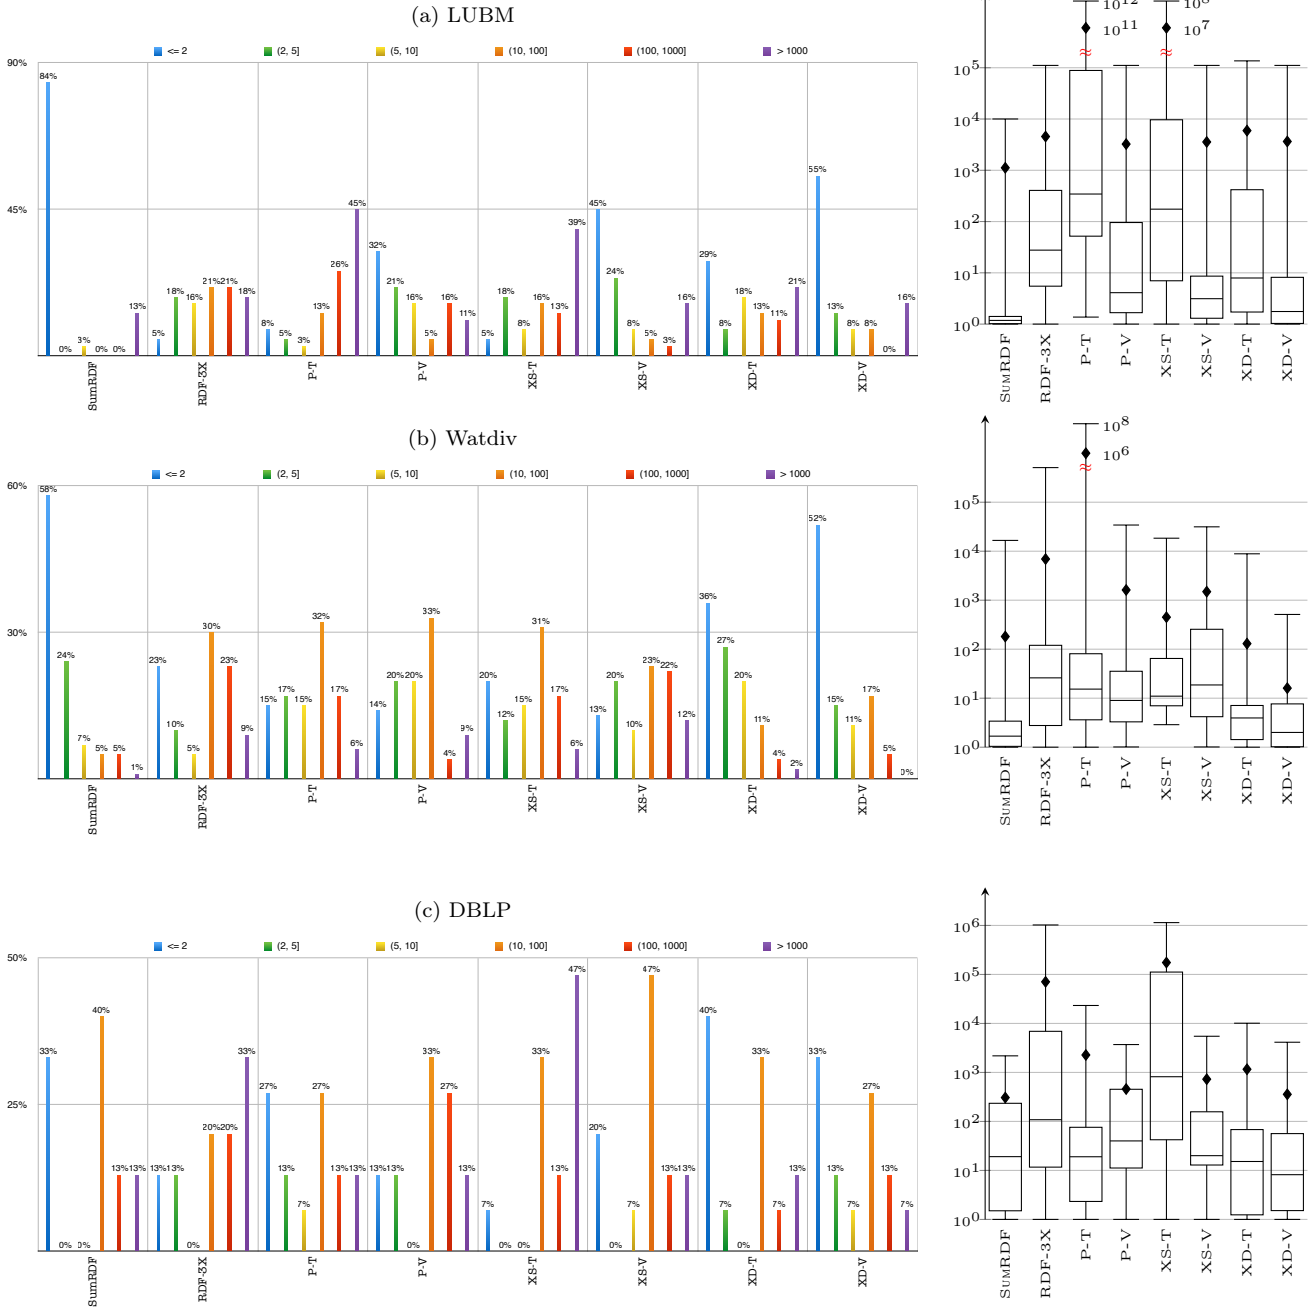 (a) LUBM
<= 2 (2, 5] (5, 10] (10, 100] (100, 1000] > 1000
90%
45%
84% 0% 3% 0% 0% 13%
5% 18% 16% 21% 21% 18%
8% 5% 3% 13% 26% 45%
32% 21% 16% 5% 16% 11%
5% 18% 8% 16% 13% 39%
45% 24% 8% 5% 3% 16%
29% 8% 18% 13% 11% 21%
55% 13% 8% 8% 0% 16%
SumRDF RDF-3X P-T P-V XS-T XS-V XD-T XD-V
10^12
10^11
10^7
≈ ≈
10^5
10^4
10^3
10^2
10^1
10^0
SUMRDF RDF-3X P-T P-V XS-T XS-V XD-T XD-V
(b) Watdiv
<= 2 (2, 5] (5, 10] (10, 100] (100, 1000] > 1000
60%
30%
58% 24% 7% 5% 5% 1%
23% 10% 5% 30% 23% 9%
15% 17% 15% 32% 17% 6%
14% 20% 20% 33% 4% 9%
20% 12% 15% 31% 17% 6%
13% 20% 10% 23% 22% 12%
36% 27% 20% 11% 4% 2%
52% 15% 11% 17% 5% 0%
SumRDF RDF-3X P-T P-V XS-T XS-V XD-T XD-V
10^8
10^6
≈
10^5
10^4
10^3
10^2
10^1
10^0
SUMRDF RDF-3X P-T P-V XS-T XS-V XD-T XD-V
(c) DBLP
<= 2 (2, 5] (5, 10] (10, 100] (100, 1000] > 1000
50%
25%
33% 0% 0% 40% 13% 13%
13% 13% 0% 20% 20% 33%
27% 13% 7% 27% 13% 13%
13% 13% 0% 33% 27% 13%
7% 0% 0% 33% 13% 47%
20% 0% 7% 47% 13% 13%
40% 7% 0% 33% 7% 13%
33% 13% 7% 27% 13% 7%
SumRDF RDF-3X P-T P-V XS-T XS-V XD-T XD-V
10^6
10^5
10^4
10^3
10^2
10^1
10^0
SUMRDF RDF-3X P-T P-V XS-T XS-V XD-T XD-V